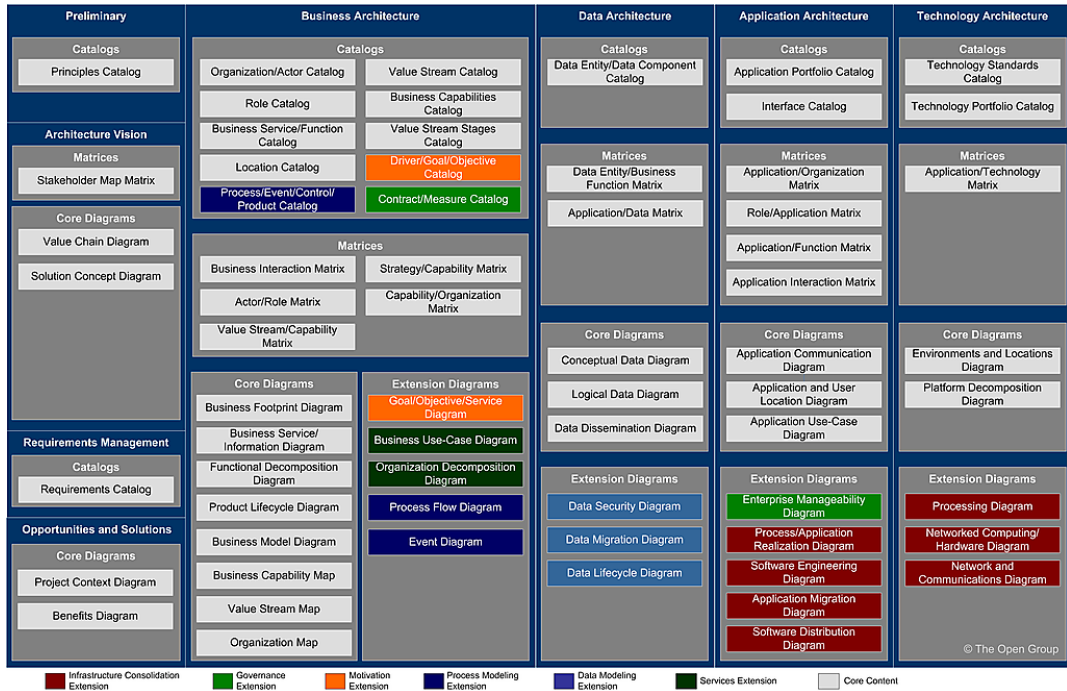 Preliminary
Catalogs
Principles Catalog
Architecture Vision
Matrices
Stakeholder Map Matrix
Core Diagrams
Value Chain Diagram
Solution Concept Diagram
Requirements Management
Catalogs
Requirements Catalog
Opportunities and Solutions
Core Diagrams
Project Context Diagram
Benefits Diagram
Business Architecture
Catalogs
Organization/Actor Catalog
Role Catalog
Business Service/Function
Catalog
Location Catalog
Process/Event/Control/
Product Catalog
Value Stream Catalog
Business Capabilities
Catalog
Value Stream Stages
Catalog
Driver/Goal/Objective
Catalog
Contract/Measure Catalog
Matrices
Business Interaction Matrix
Actor/Role Matrix
Value Stream/Capability
Matrix
Strategy/Capability Matrix
Capability/Organization
Matrix
Core Diagrams
Business Footprint Diagram
Business Service/
Information Diagram
Functional Decomposition
Diagram
Product Lifecycle Diagram
Business Model Diagram
Business Capability Map
Value Stream Map
Organization Map
Extension Diagrams
Goal/Objective/Service
Diagram
Business Use-Case Diagram
Organization Decomposition
Diagram
Process Flow Diagram
Event Diagram
Data Architecture
Catalogs
Data Entity/Data Component
Catalog
Matrices
Data Entity/Business
Function Matrix
Application/Data Matrix
Core Diagrams
Conceptual Data Diagram
Logical Data Diagram
Data Dissemination Diagram
Extension Diagrams
Data Security Diagram
Data Migration Diagram
Data Lifecycle Diagram
Application Architecture
Catalogs
Application Portfolio Catalog
Interface Catalog
Matrices
Application/Organization
Matrix
Role/Application Matrix
Application/Function Matrix
Application Interaction Matrix
Core Diagrams
Application Communication
Diagram
Application and User
Location Diagram
Application Use-Case
Diagram
Extension Diagrams
Enterprise Manageability
Diagram
Process/Application
Realization Diagram
Software Engineering
Diagram
Application Migration
Diagram
Software Distribution
Diagram
Technology Architecture
Catalogs
Technology Standards
Catalog
Technology Portfolio Catalog
Matrices
Application/Technology
Matrix
Core Diagrams
Environments and Locations
Diagram
Platform Decomposition
Diagram
Extension Diagrams
Processing Diagram
Networked Computing/
Hardware Diagram
Network and
Communications Diagram
© The Open Group
Infrastructure Consolidation
Extension
Governance
Extension
Motivation
Extension
Process Modeling
Extension
Data Modeling
Extension
Services Extension
Core Content